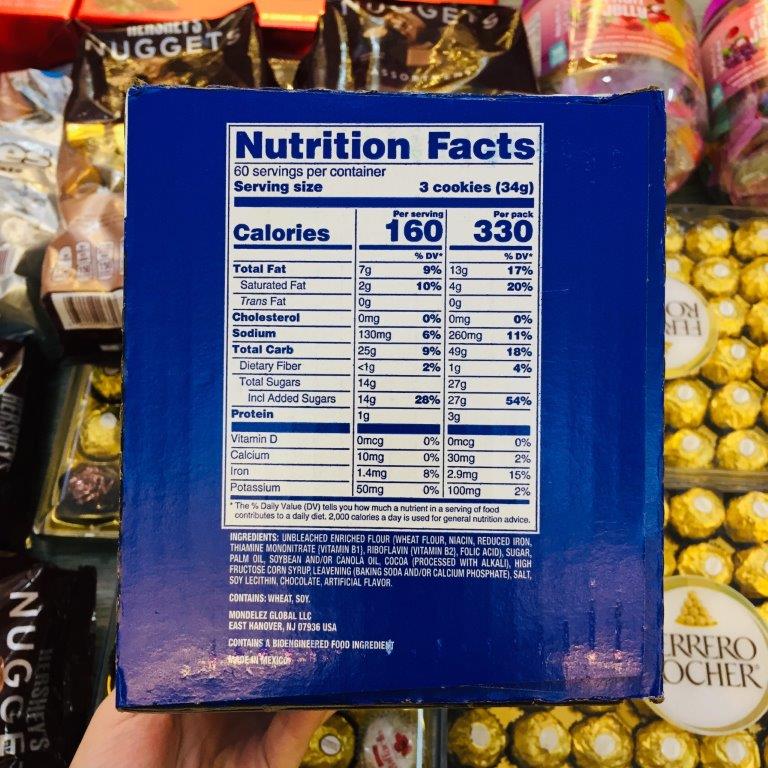 HERSHEY'S
NUGGETS
NUGGETS
Nutrition Facts
60 servings per container
Serving size 3 cookies (34g)
Per serving Per pack
Calories 160 330
% DV* % DV*
Total Fat 7g 9% 13g 17%
Saturated Fat 2g 10% 4g 20%
Trans Fat 0g 0g
Cholesterol 0mg 0% 0mg 0%
Sodium 130mg 6% 260mg 11%
Total Carb 25g 9% 49g 18%
Dietary Fiber <1g 2% 1g 4%
Total Sugars 14g 27g
Incl Added Sugars 14g 28% 27g 54%
Protein 1g 3g
Vitamin D 0mcg 0% 0mcg 0%
Calcium 10mg 0% 30mg 2%
Iron 1.4mg 8% 2.9mg 15%
Potassium 50mg 0% 100mg 2%
* The % Daily Value (DV) tells you how much a nutrient in a serving of food
contributes to a daily diet. 2,000 calories a day is used for general nutrition advice.
INGREDIENTS: UNBLEACHED ENRICHED FLOUR (WHEAT FLOUR, NIACIN, REDUCED IRON,
THIAMINE MONONITRATE {VITAMIN B1}, RIBOFLAVIN {VITAMIN B2}, FOLIC ACID), SUGAR,
PALM OIL, SOYBEAN AND/OR CANOLA OIL, COCOA (PROCESSED WITH ALKALI), HIGH
FRUCTOSE CORN SYRUP, LEAVENING (BAKING SODA AND/OR CALCIUM PHOSPHATE), SALT,
SOY LECITHIN, CHOCOLATE, ARTIFICIAL FLAVOR.
CONTAINS: WHEAT, SOY.
MONDELEZ GLOBAL LLC
EAST HANOVER, NJ 07936 USA
CONTAINS A BIOENGINEERED FOOD INGREDIENT
MADE IN MEXICO
HERSHEY'S
HERSHEY'S
NUGGE
FERR
RO
ERRERO
OCHER